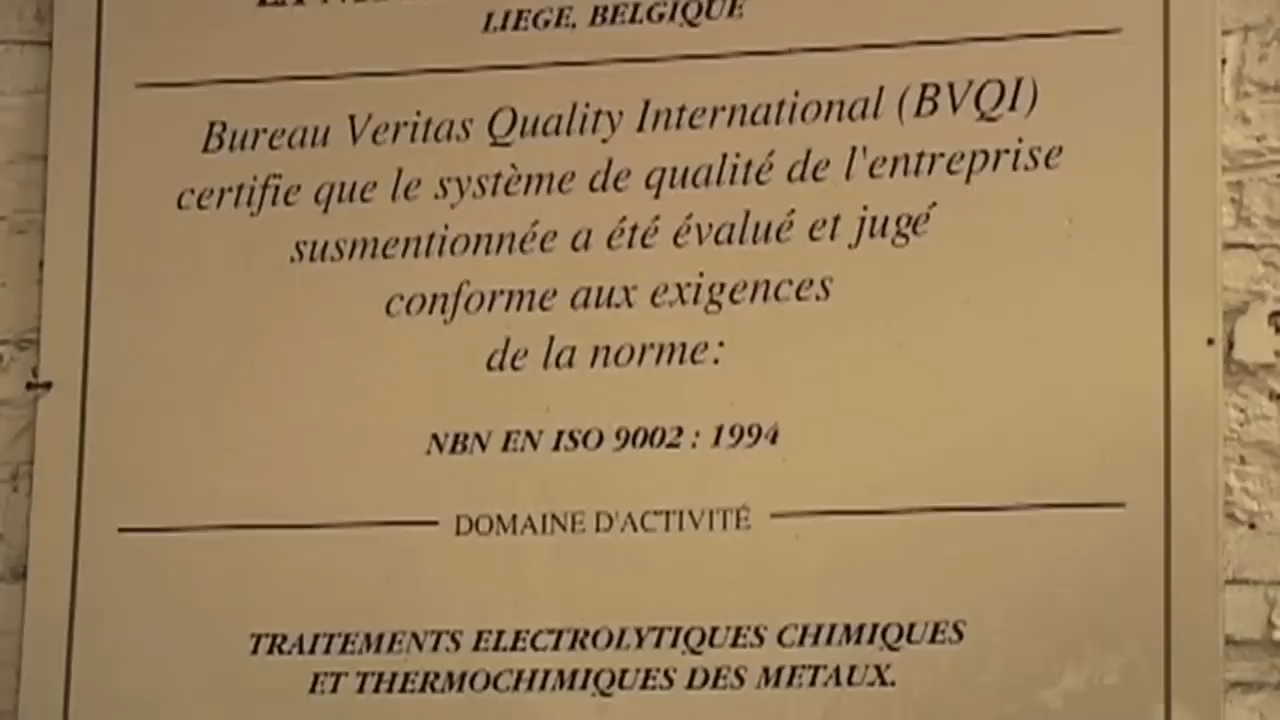 LIEGE, BELGIQUE
Bureau Veritas Quality International (BVQI)
certifie que le système de qualité de l'entreprise
susmentionnée a été évalué et jugé
conforme aux exigences
de la norme:
NBN EN ISO 9002 : 1994
DOMAINE D'ACTIVITÉ
TRAITEMENTS ELECTROLYTIQUES CHIMIQUES
ET THERMOCHIMIQUES DES METAUX.